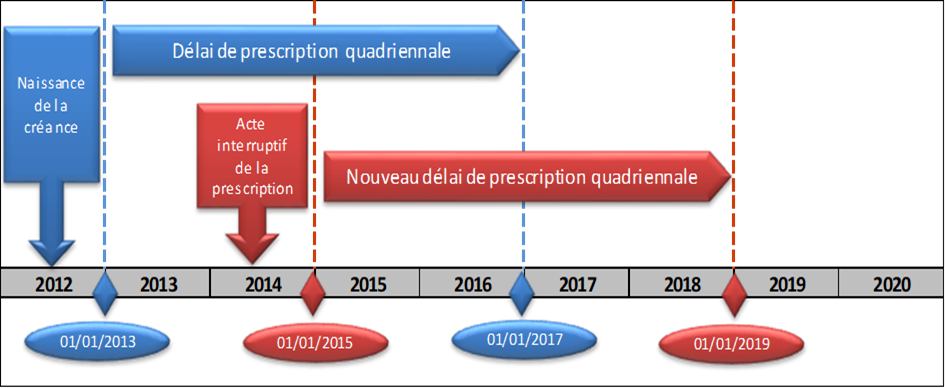 Délai de prescription quadriennale
Naissance
de la
créance
Acte
interruptif
de la
prescription
Nouveau délai de prescription quadriennale
2012 2013 2014 2015 2016 2017 2018 2019 2020
01/01/2013 01/01/2015 01/01/2017 01/01/2019